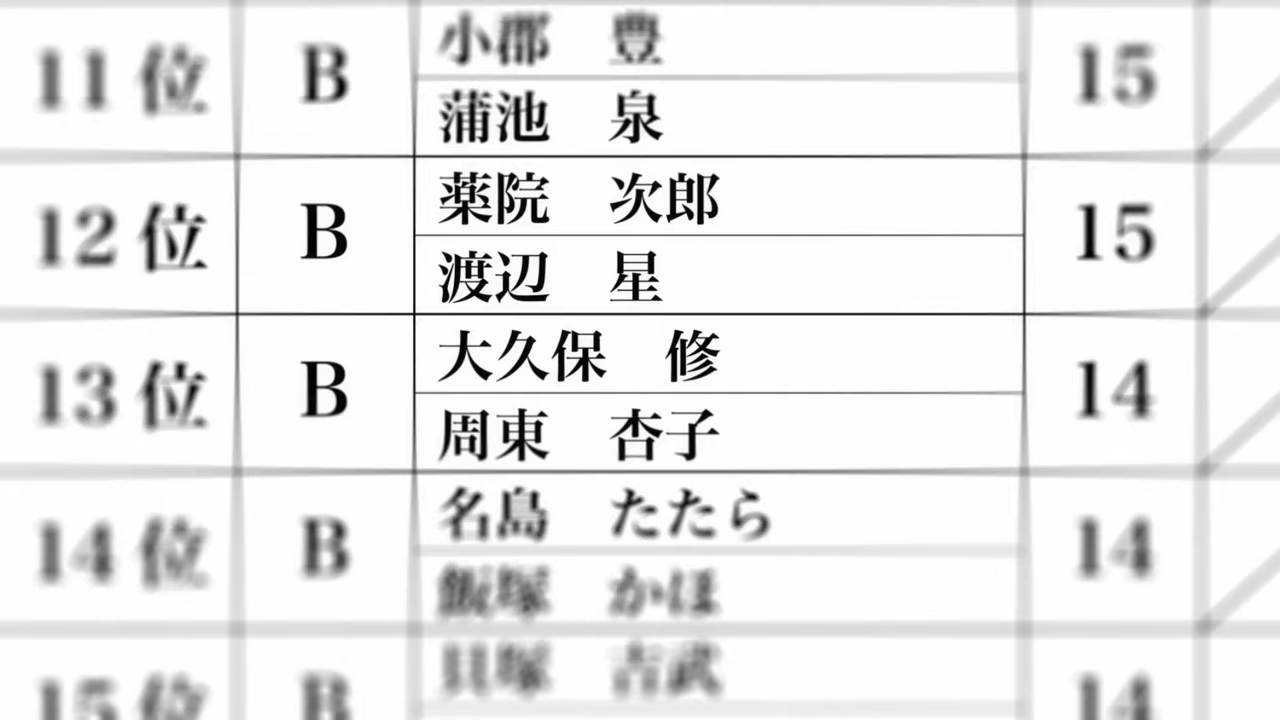 11位 B 小郡 豊 15
蒲池 泉
12位 B 薬院 次郎 15
渡辺 星
13位 B 大久保 修 14
周東 杏子
14位 B 名島 たたら 14
飯塚 かほ
15位 B 貝塚 吉武 14